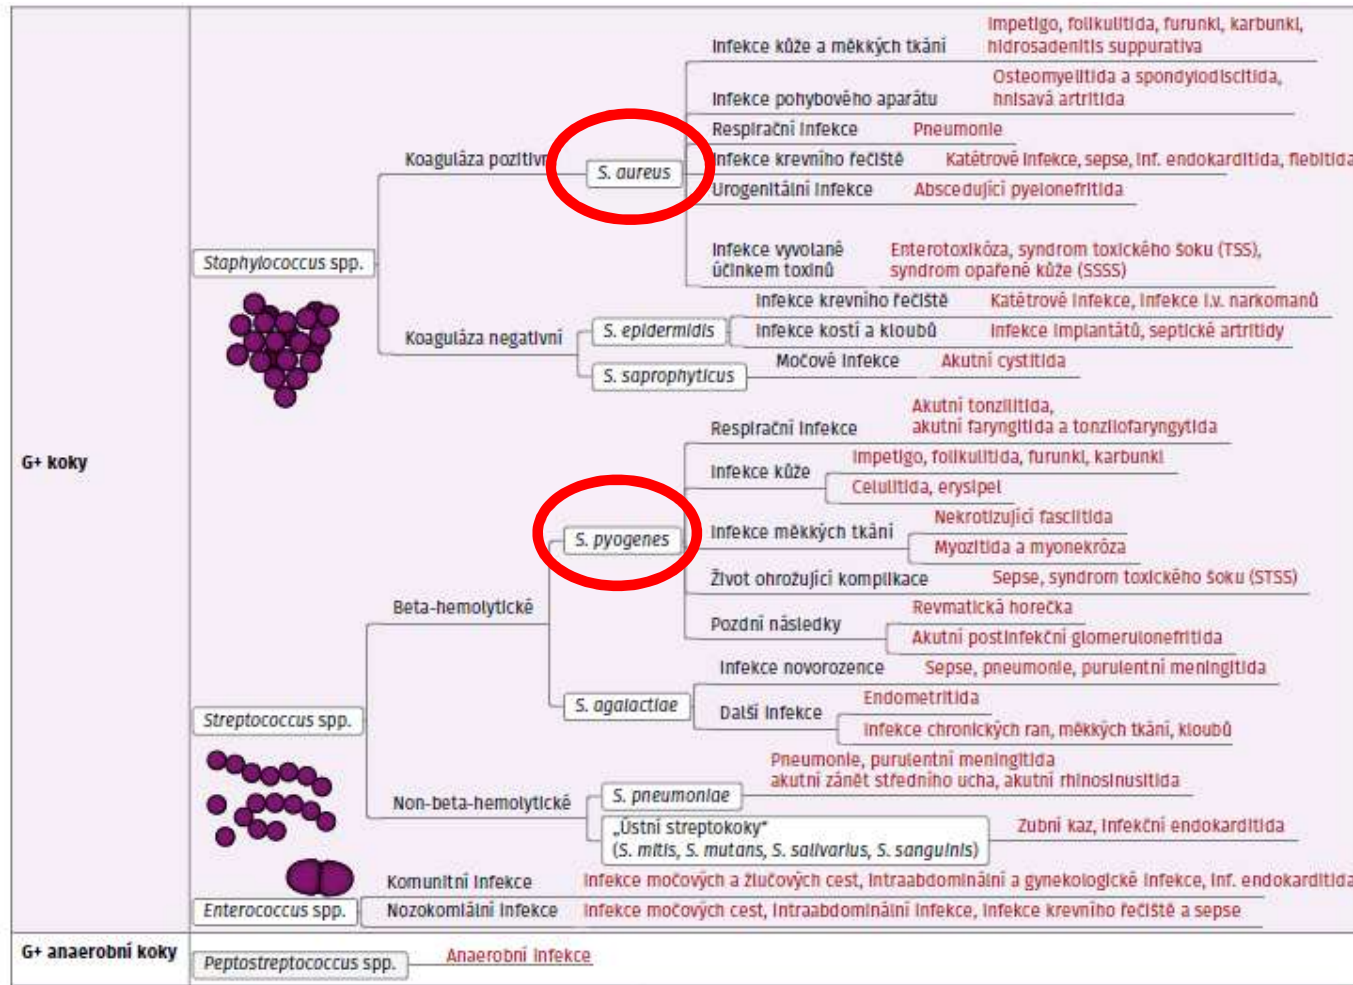 G+ koky
Staphylococcus spp.
Koaguláza pozitivní
S. aureus
Infekce kůže a měkkých tkání
Impetigo, folikulitida, furunkl, karbunkl,
hidrosadenitis suppurativa
Infekce pohybového aparátu
Osteomyelitida a spondylodiscitida,
hnisavá artritida
Respirační infekce
Pneumonie
Infekce krevního řečiště
Katétrové infekce, sepse, inf. endokarditida, flebitida
Urogenitální infekce
Abscedující pyelonefritida
Infekce vyvolané
účinkem toxinů
Enterotoxikóza, syndrom toxického šoku (TSS),
syndrom opařené kůže (SSSS)
Koaguláza negativní
S. epidermidis
Infekce krevního řečiště
Katétrové infekce, infekce i.v. narkomanů
Infekce kostí a kloubů
Infekce implantátů, septické artritidy
S. saprophyticus
Močové infekce
Akutní cystitida
Streptococcus spp.
Beta-hemolytické
S. pyogenes
Respirační infekce
Akutní tonzilitida,
akutní faryngitida a tonzilofaryngytida
Infekce kůže
Impetigo, folikulitida, furunkl, karbunkl
Celulitida, erysipel
Infekce měkkých tkání
Nekrotizující fasciitida
Myozitida a myonekróza
Život ohrožující komplikace
Sepse, syndrom toxického šoku (STSS)
Pozdní následky
Revmatická horečka
Akutní postinfekční glomerulonefritida
S. agalactiae
Infekce novorozence
Sepse, pneumonie, purulentní meningitida
Další infekce
Endometritida
Infekce chronických ran, měkkých tkání, kloubů
Non-beta-hemolytické
S. pneumoniae
Pneumonie, purulentní meningitida
akutní zánět středního ucha, akutní rhinosinusitida
„Ústní streptokoky“
(S. mitis, S. mutans, S. salivarius, S. sanguinis)
Zubní kaz, infekční endokarditida
Enterococcus spp.
Komunitní infekce
Infekce močových a žlučových cest, intraabdominální a gynekologické infekce, inf. endokarditida
Nozokomiální infekce
Infekce močových cest, intraabdominální infekce, infekce krevního řečiště a sepse
G+ anaerobní koky
Peptostreptococcus spp.
Anaerobní infekce